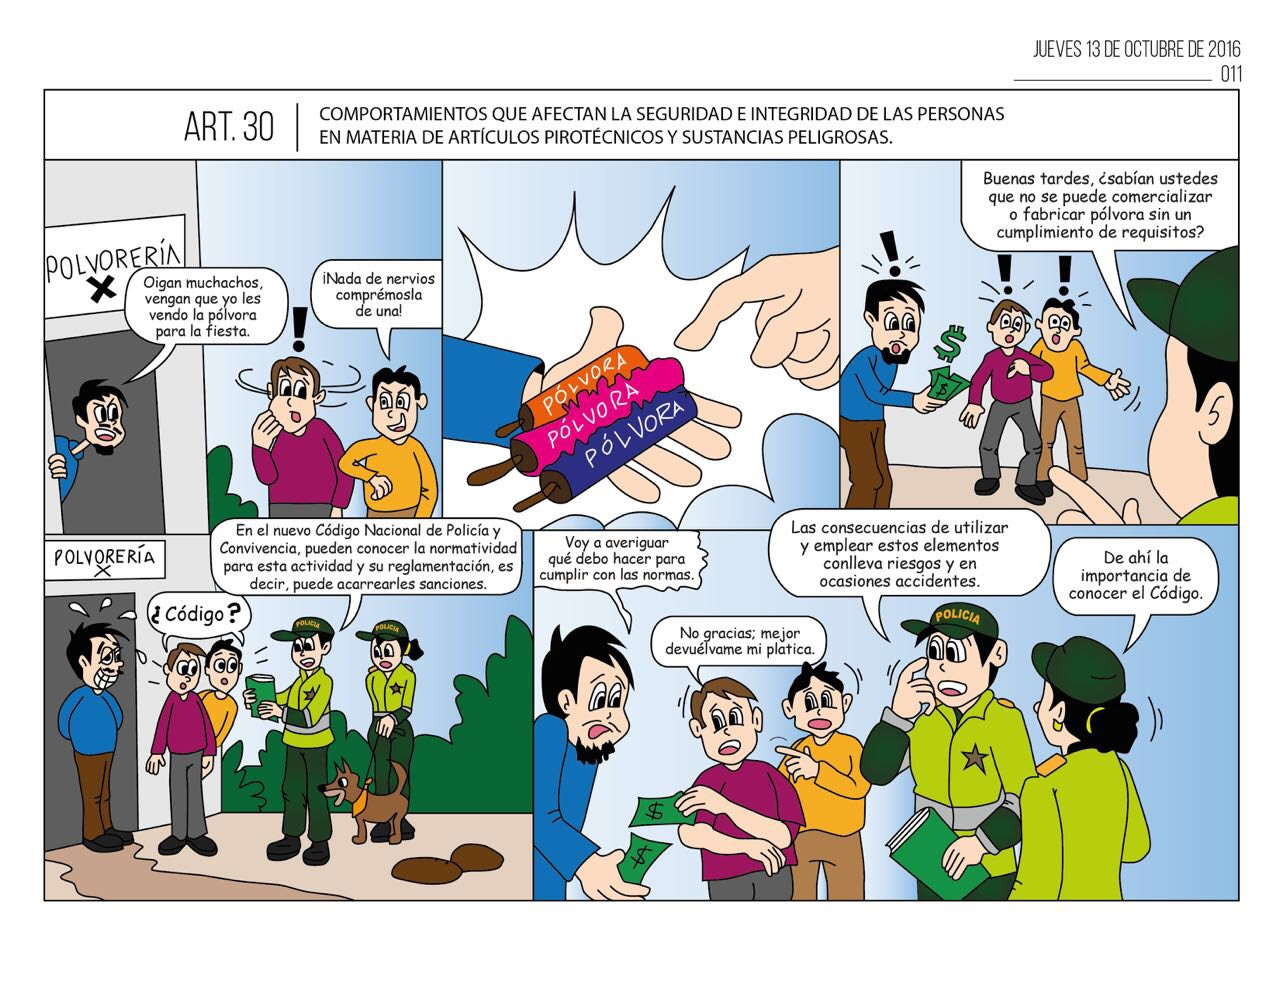 JUEVES 13 DE OCTUBRE DE 2016
011
ART. 30
COMPORTAMIENTOS QUE AFECTAN LA SEGURIDAD E INTEGRIDAD DE LAS PERSONAS
EN MATERIA DE ARTÍCULOS PIROTÉCNICOS Y SUSTANCIAS PELIGROSAS.
POLVORERÍA
X
Oigan muchachos,
vengan que yo les
vendo la pólvora
para la fiesta.
!
¡Nada de nervios
comprémosla
de una!
PÓLVORA
PÓLVORA
PÓLVORA
Buenas tardes, ¿sabían ustedes
que no se puede comercializar
o fabricar pólvora sin un
cumplimiento de requisitos?
! ! !
$
$
POLVORERÍA
X
En el nuevo Código Nacional de Policía y
Convivencia, pueden conocer la normatividad
para esta actividad y su reglamentación, es
decir, puede acarrearles sanciones.
¿Código?
POLICIA
POLICIA
Voy a averiguar
qué debo hacer para
cumplir con las normas.
No gracias; mejor
devuélvame mi platica.
Las consecuencias de utilizar
y emplear estos elementos
conlleva riesgos y en
ocasiones accidentes.
De ahí la
importancia de
conocer el Código.
POLICIA
$
$